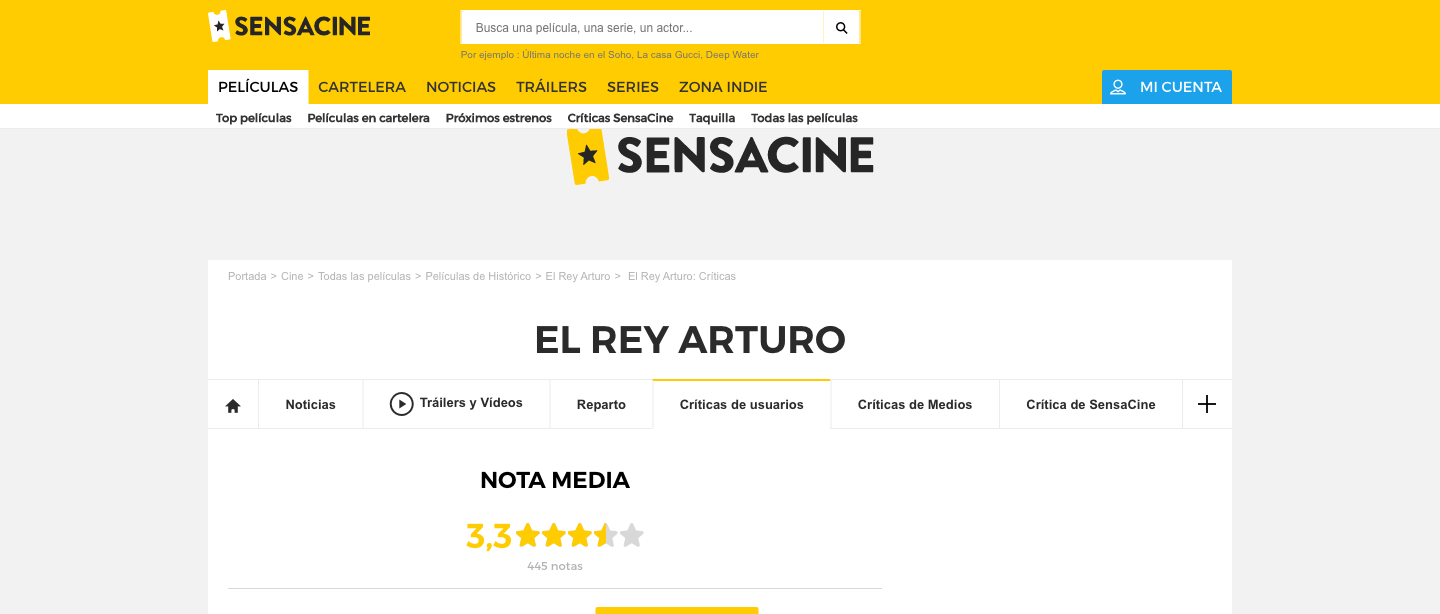 SENSACINE
Busca una película, una serie, un actor...
Por ejemplo : Última noche en el Soho, La casa Gucci, Deep Water
PELÍCULAS CARTELERA NOTICIAS TRÁILERS SERIES ZONA INDIE MI CUENTA
Top películas Películas en cartelera Próximos estrenos Críticas SensaCine Taquilla Todas las películas
SENSACINE
Portada > Cine > Todas las películas > Películas de Histórico > El Rey Arturo > El Rey Arturo: Críticas
EL REY ARTURO
Noticias Tráilers y Vídeos Reparto Críticas de usuarios Críticas de Medios Crítica de SensaCine
NOTA MEDIA
3,3
445 notas